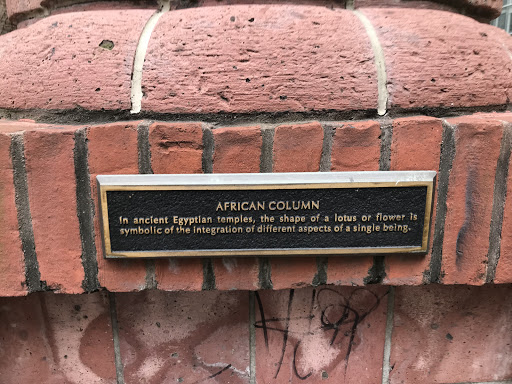 AFRICAN COLUMN
In ancient Egyptian temples, the shape of a lotus or flower is
symbolic of the integration of different aspects of a single being.